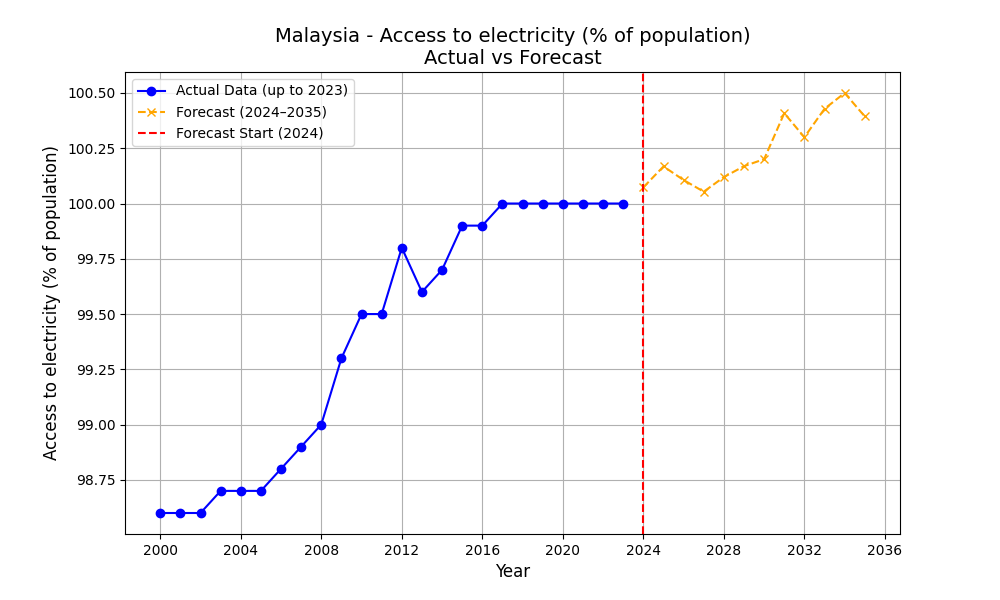 Malaysia - Access to electricity (% of population)
Actual vs Forecast
Actual Data (up to 2023)
Forecast (2024–2035)
Forecast Start (2024)
Access to electricity (% of population)
100.50
100.25
100.00
99.75
99.50
99.25
99.00
98.75
2000 2004 2008 2012 2016 2020 2024 2028 2032 2036
Year